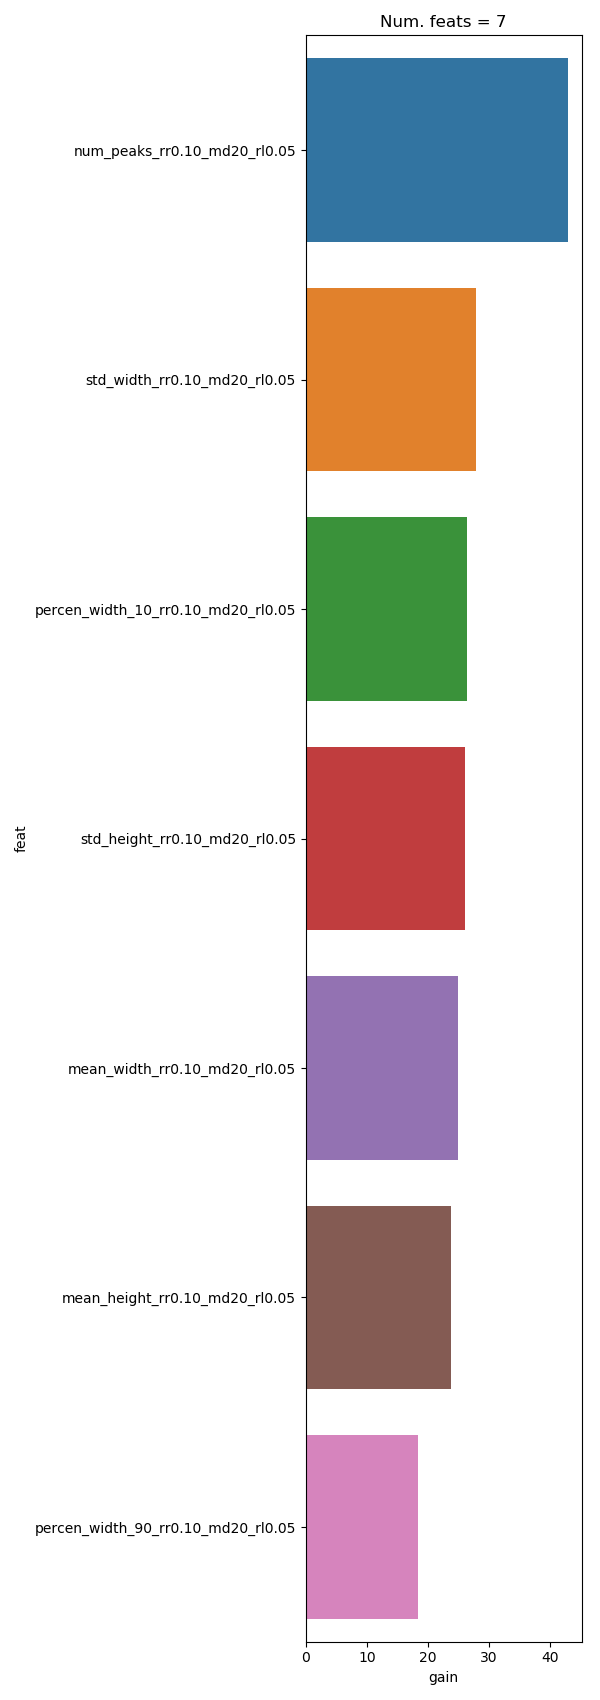 Num. feats = 7
num_peaks_rr0.10_md20_rl0.05
std_width_rr0.10_md20_rl0.05
percen_width_10_rr0.10_md20_rl0.05
std_height_rr0.10_md20_rl0.05
feat
mean_width_rr0.10_md20_rl0.05
mean_height_rr0.10_md20_rl0.05
percen_width_90_rr0.10_md20_rl0.05
0 10 20 30 40
gain